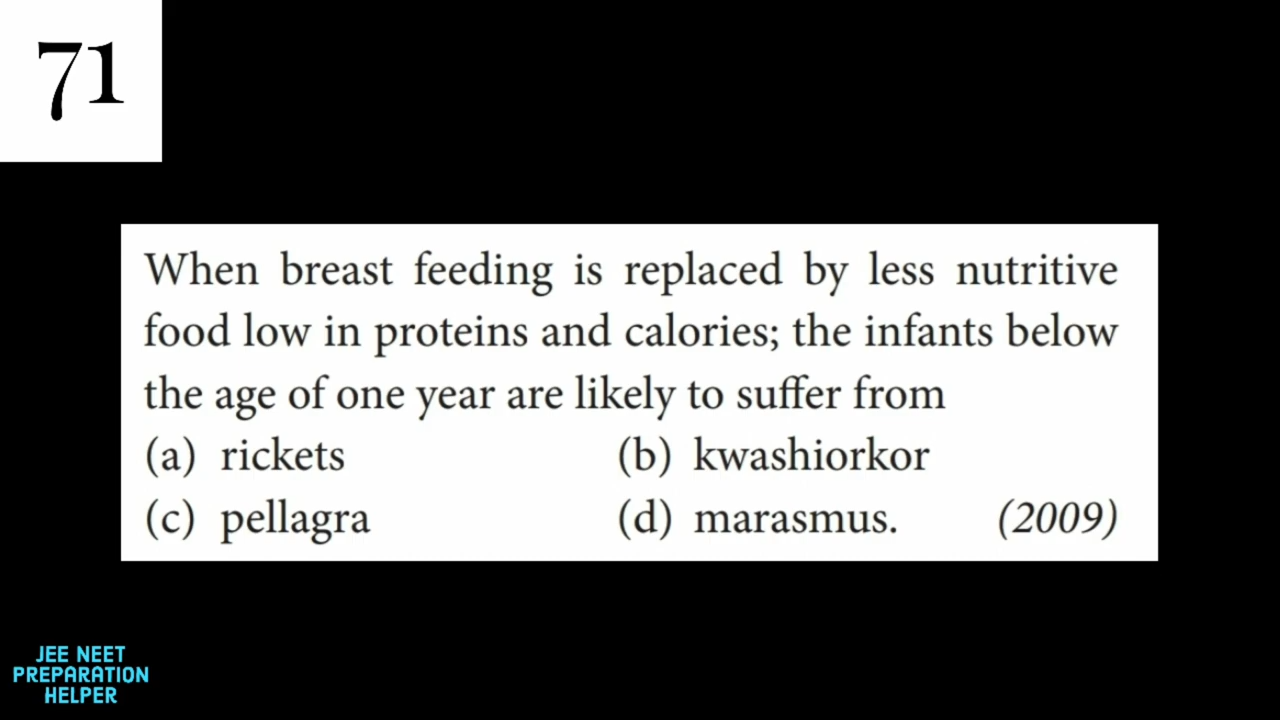 71
When breast feeding is replaced by less nutritive
food low in proteins and calories; the infants below
the age of one year are likely to suffer from
(a) rickets (b) kwashiorkor
(c) pellagra (d) marasmus. (2009)
JEE NEET
PREPARATION
HELPER